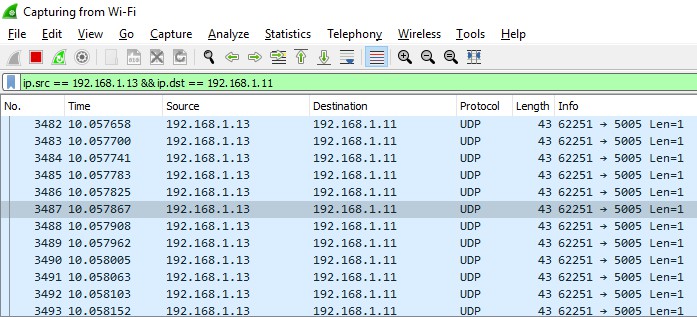 Capturing from Wi-Fi
File Edit View Go Capture Analyze Statistics Telephony Wireless Tools Help
ip.src == 192.168.1.13 && ip.dst == 192.168.1.11
No. Time Source Destination Protocol Length Info
3482 10.057658 192.168.1.13 192.168.1.11 UDP 43 62251 → 5005 Len=1
3483 10.057700 192.168.1.13 192.168.1.11 UDP 43 62251 → 5005 Len=1
3484 10.057741 192.168.1.13 192.168.1.11 UDP 43 62251 → 5005 Len=1
3485 10.057783 192.168.1.13 192.168.1.11 UDP 43 62251 → 5005 Len=1
3486 10.057825 192.168.1.13 192.168.1.11 UDP 43 62251 → 5005 Len=1
3487 10.057867 192.168.1.13 192.168.1.11 UDP 43 62251 → 5005 Len=1
3488 10.057908 192.168.1.13 192.168.1.11 UDP 43 62251 → 5005 Len=1
3489 10.057962 192.168.1.13 192.168.1.11 UDP 43 62251 → 5005 Len=1
3490 10.058005 192.168.1.13 192.168.1.11 UDP 43 62251 → 5005 Len=1
3491 10.058063 192.168.1.13 192.168.1.11 UDP 43 62251 → 5005 Len=1
3492 10.058103 192.168.1.13 192.168.1.11 UDP 43 62251 → 5005 Len=1
3493 10.058152 192.168.1.13 192.168.1.11 UDP 43 62251 → 5005 Len=1